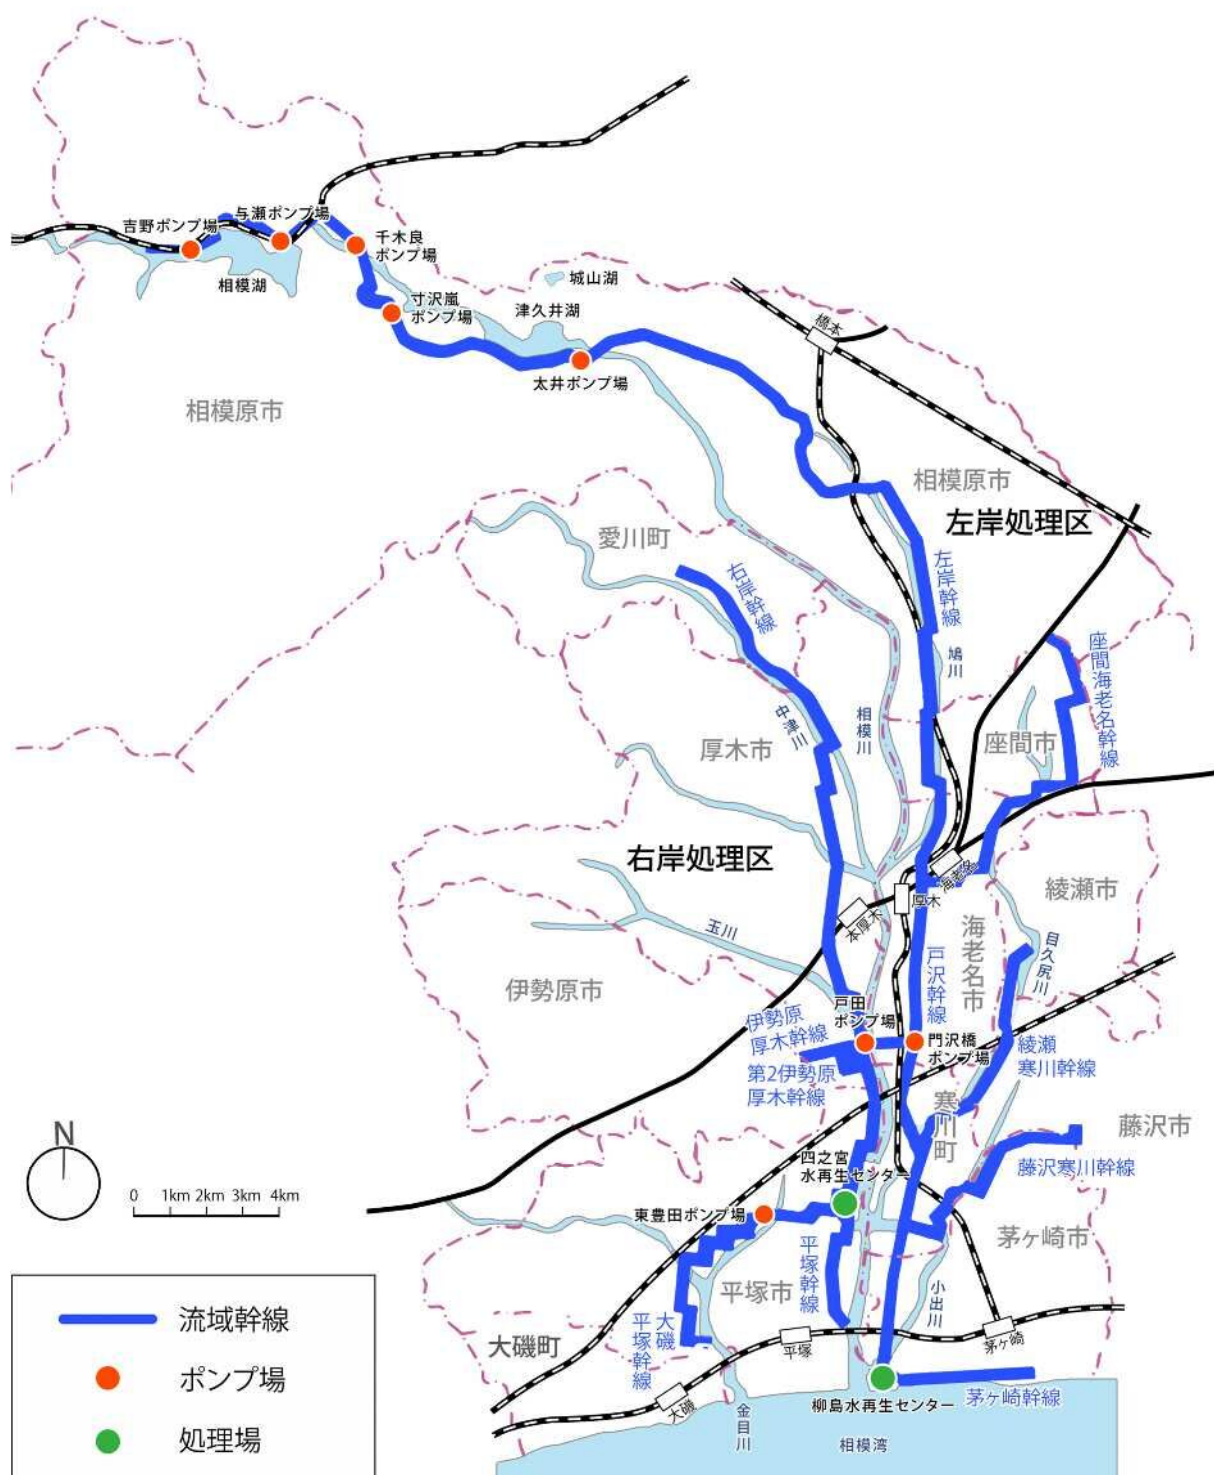 吉野ポンプ場
与瀬ポンプ場
千木良
ポンプ場
相模湖
城山湖
寸沢嵐
ポンプ場
津久井湖
太井ポンプ場
橋本
相模原市
相模原市
左岸処理区
愛川町
右岸幹線
左岸幹線
鳩川
座間海老名幹線
中津川
相模川
厚木市
座間市
右岸処理区
海老名
厚木
本厚木
綾瀬市
玉川
海老名市
目久尻川
伊勢原市
戸沢幹線
戸田
ポンプ場
伊勢原
厚木幹線
門沢橋
ポンプ場
綾瀬
寒川幹線
第2伊勢原
厚木幹線
寒川町
藤沢市
N
四之宮
水再生センター
藤沢寒川幹線
0 1km 2km 3km 4km
東豊田ポンプ場
茅ヶ崎市
平塚幹線
平塚市
小出川
大磯
平塚幹線
大磯町
平塚
茅ヶ崎
大磯
金目川
柳島水再生センター
茅ヶ崎幹線
相模湾
流域幹線
ポンプ場
処理場